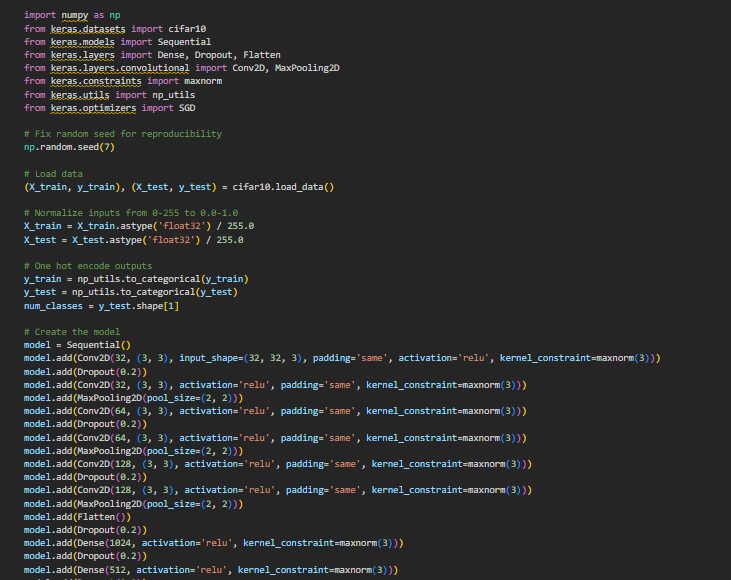 import numpy as np
from keras.datasets import cifar10
from keras.models import Sequential
from keras.layers import Dense, Dropout, Flatten
from keras.layers.convolutional import Conv2D, MaxPooling2D
from keras.constraints import maxnorm
from keras.utils import np_utils
from keras.optimizers import SGD
# Fix random seed for reproducibility
np.random.seed(7)
# Load data
(X_train, y_train), (X_test, y_test) = cifar10.load_data()
# Normalize inputs from 0-255 to 0.0-1.0
X_train = X_train.astype('float32') / 255.0
X_test = X_test.astype('float32') / 255.0
# One hot encode outputs
y_train = np_utils.to_categorical(y_train)
y_test = np_utils.to_categorical(y_test)
num_classes = y_test.shape[1]
# Create the model
model = Sequential()
model.add(Conv2D(32, (3, 3), input_shape=(32, 32, 3), padding='same', activation='relu', kernel_constraint=maxnorm(3)))
model.add(Dropout(0.2))
model.add(Conv2D(32, (3, 3), activation='relu', padding='same', kernel_constraint=maxnorm(3)))
model.add(MaxPooling2D(pool_size=(2, 2)))
model.add(Conv2D(64, (3, 3), activation='relu', padding='same', kernel_constraint=maxnorm(3)))
model.add(Dropout(0.2))
model.add(Conv2D(64, (3, 3), activation='relu', padding='same', kernel_constraint=maxnorm(3)))
model.add(MaxPooling2D(pool_size=(2, 2)))
model.add(Conv2D(128, (3, 3), activation='relu', padding='same', kernel_constraint=maxnorm(3)))
model.add(Dropout(0.2))
model.add(Conv2D(128, (3, 3), activation='relu', padding='same', kernel_constraint=maxnorm(3)))
model.add(MaxPooling2D(pool_size=(2, 2)))
model.add(Flatten())
model.add(Dropout(0.2))
model.add(Dense(1024, activation='relu', kernel_constraint=maxnorm(3)))
model.add(Dropout(0.2))
model.add(Dense(512, activation='relu', kernel_constraint=maxnorm(3)))